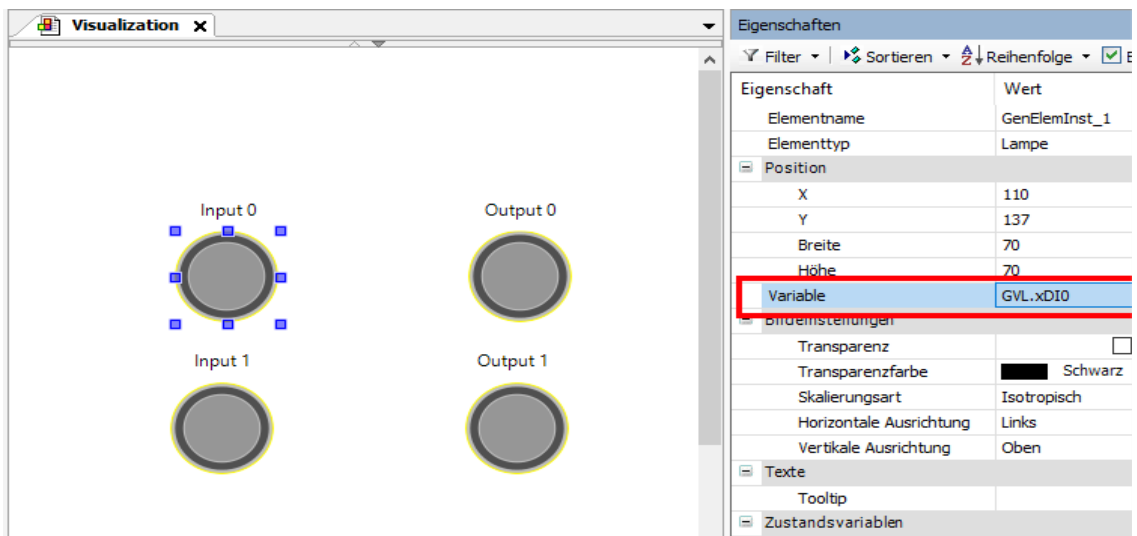 Visualization X
Input 0 Output 0
Input 1 Output 1
Eigenschaften
Filter Sortieren Reihenfolge
Eigenschaft Wert
Elementname GenElemInst_1
Elementtyp Lampe
Position
X 110
Y 137
Breite 70
Höhe 70
Variable GVL.xDI0
Bildeinstellungen
Transparenz
Transparenzfarbe Schwarz
Skalierungsart Isotropisch
Horizontale Ausrichtung Links
Vertikale Ausrichtung Oben
Texte
Tooltip
Zustandsvariablen